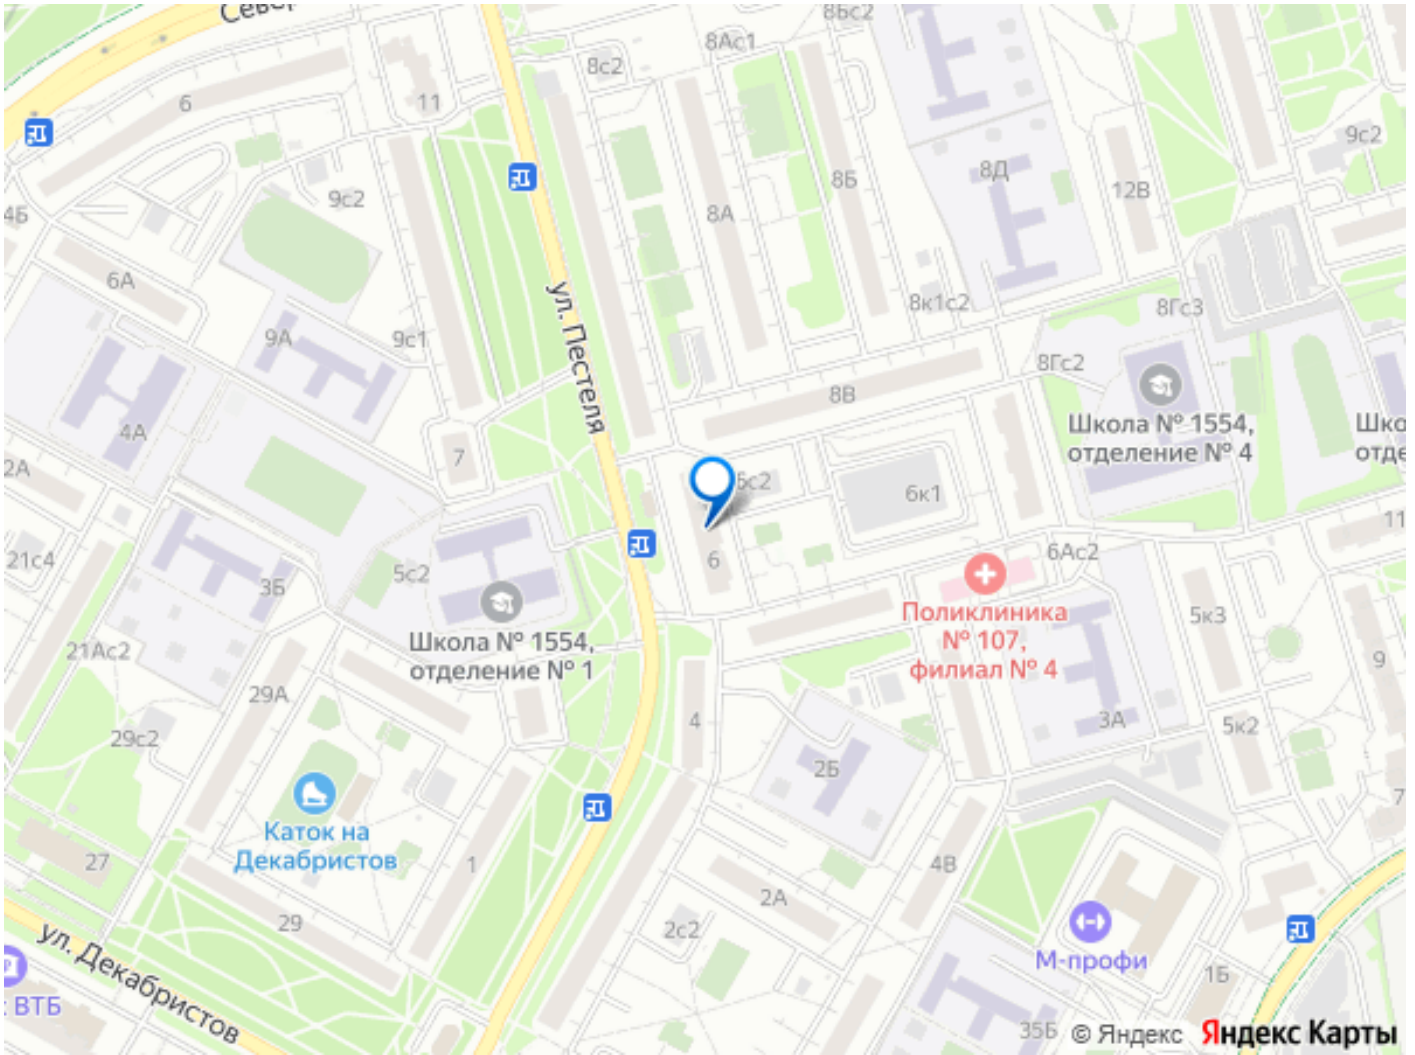 8Бс2
8Ас1
8с2
6
11
9с2
8Б
8Д
12В
9с2
4Б
8А
6А
9А
9с1
ул. Пестеля
8к1с2
8Гс3
8Гс2
8В
Школа № 1554,
отделение № 4
4А
2А
7
6к1
11
21с4
3Б
5с2
6
6Ас2
Школа № 1554,
отделение № 1
Поликлиника
№ 107,
филиал № 4
5к3
21Ас2
29А
9
29с2
4
3А
5к2
2Б
7
Каток на
Декабристов
27
1
4В
2А
29
2с2
ул. Декабристов
М-профи
1Б
ВТБ
35Б
© Яндекс
Яндекс Карты